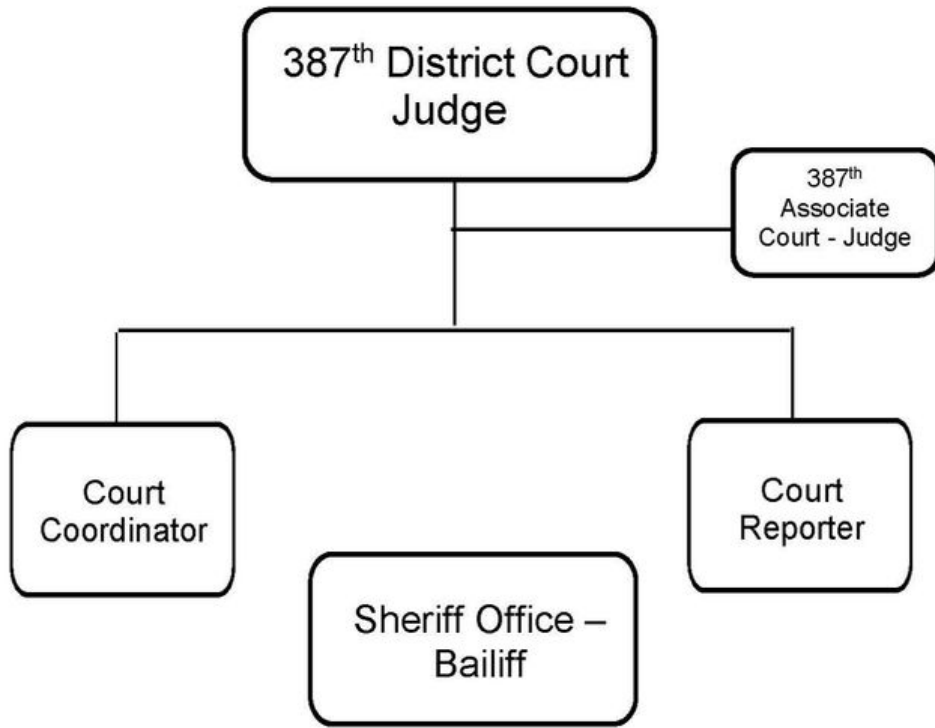 387th District Court
Judge
387th
Associate
Court - Judge
Court
Coordinator
Court
Reporter
Sheriff Office –
Bailiff